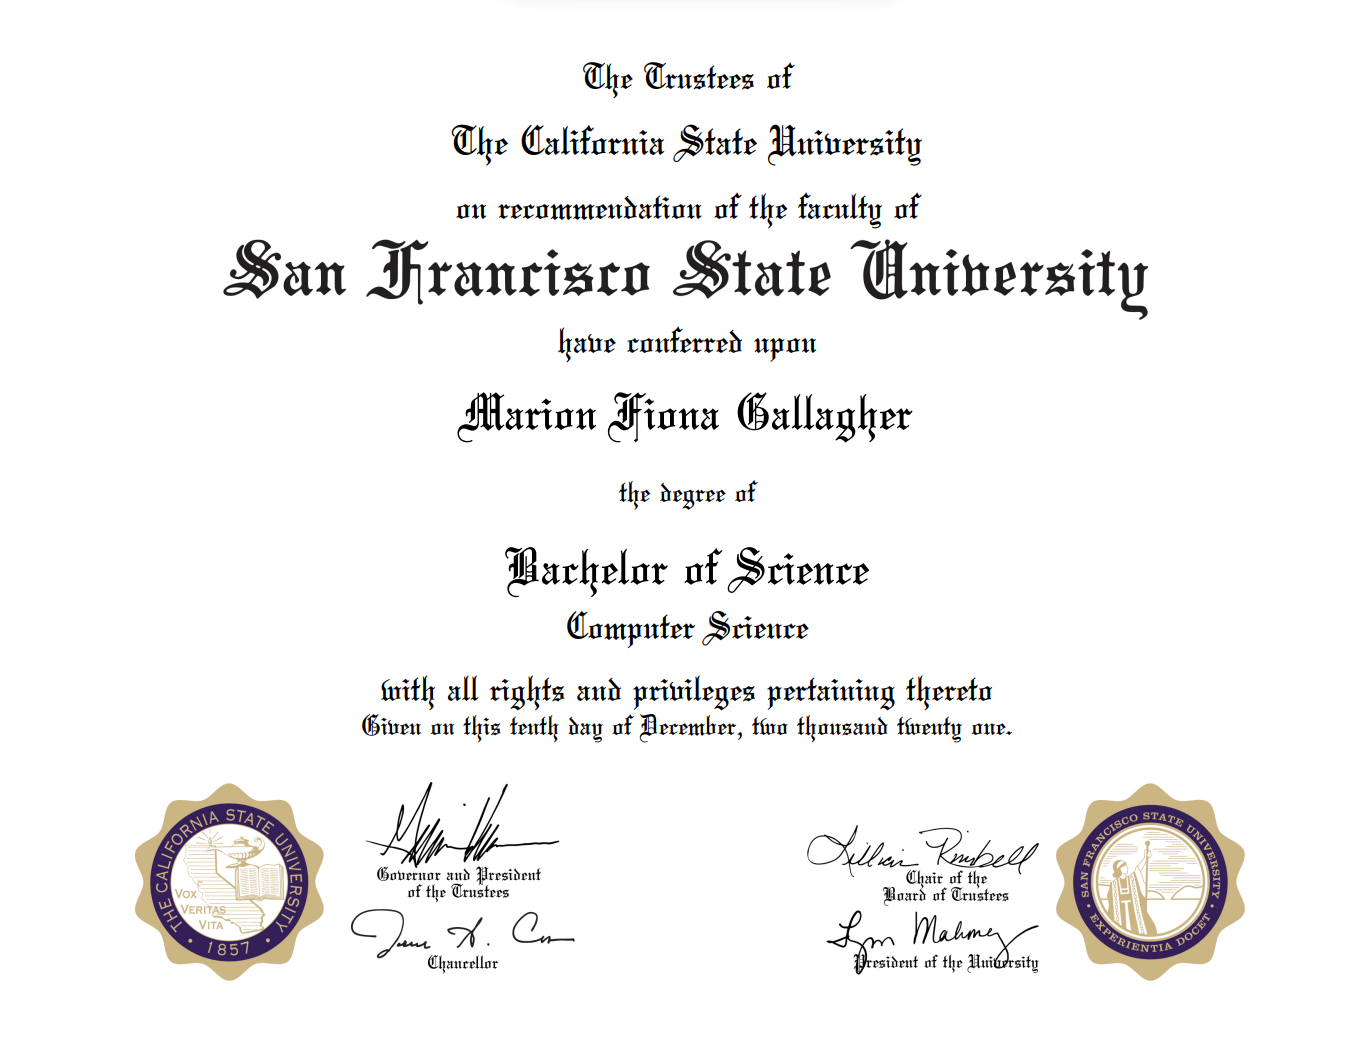 The Trustees of
The California State University
on recommendation of the faculty of
San Francisco State University
have conferred upon
Marion Fiona Gallagher
the degree of
Bachelor of Science
Computer Science
with all rights and privileges pertaining thereto
Given on this tenth day of December, two thousand twenty one.
THE CALIFORNIA STATE UNIVERSITY
VOX
VERITAS
VITA
• 1857 •
Governor and President
of the Trustees
Chancellor
Lillian Kimbell
Chair of the
Board of Trustees
Lynn Mahoney
President of the University
SAN FRANCISCO STATE UNIVERSITY
• EXPERIENTIA DOCET •